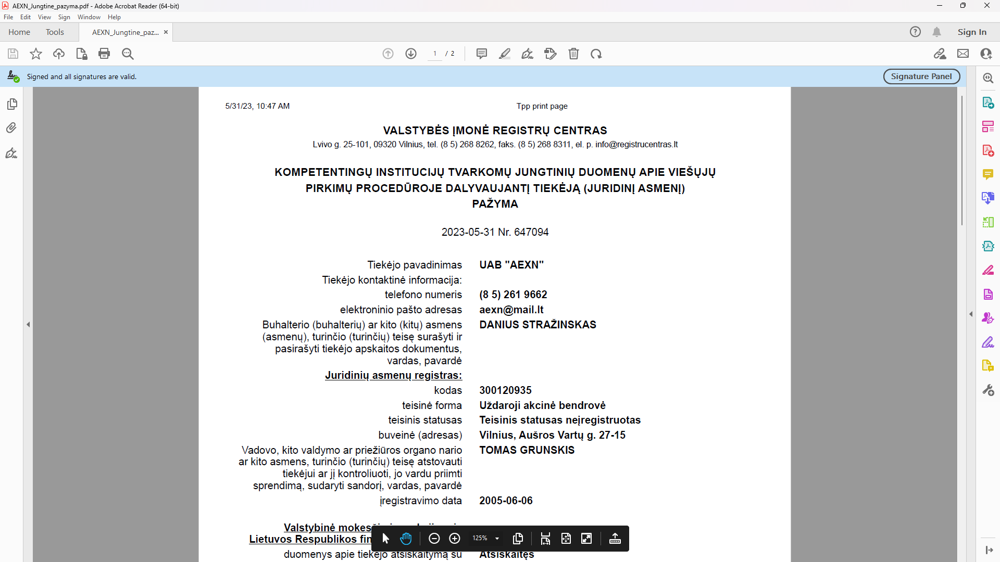 AEXN_Jungtine_pazyma.pdf - Adobe Acrobat Reader (64-bit)
File Edit View Sign Window Help
Home Tools AEXN_Jungtine_paz... Sign In
1 / 2
Signed and all signatures are valid.
Signature Panel
5/31/23, 10:47 AM Tpp print page
VALSTYBĖS ĮMONĖ REGISTRŲ CENTRAS
Lvivo g. 25-101, 09320 Vilnius, tel. (8 5) 268 8262, faks. (8 5) 268 8311, el. p. info@registrucentras.lt
KOMPETENTINGŲ INSTITUCIJŲ TVARKOMŲ JUNGTINIŲ DUOMENŲ APIE VIEŠŲJŲ
PIRKIMŲ PROCEDŪROJE DALYVAUJANTĮ TIEKĖJĄ (JURIDINĮ ASMENĮ)
PAŽYMA
2023-05-31 Nr. 647094
Tiekėjo pavadinimas UAB "AEXN"
Tiekėjo kontaktinė informacija:
telefono numeris (8 5) 261 9662
elektroninio pašto adresas aexn@mail.lt
Buhalterio (buhalterių) ar kito (kitų) asmens DANIUS STRAŽINSKAS
(asmenų), turinčio (turinčių) teisę surašyti ir
pasirašyti tiekėjo apskaitos dokumentus,
vardas, pavardė
Juridinių asmenų registras:
kodas 300120935
teisinė forma Uždaroji akcinė bendrovė
teisinis statusas Teisinis statusas neįregistruotas
buveinė (adresas) Vilnius, Aušros Vartų g. 27-15
Vadovo, kito valdymo ar priežiūros organo nario TOMAS GRUNSKIS
ar kito asmens, turinčio (turinčių) teisę atstovauti
tiekėjui ar jį kontroliuoti, jo vardu priimti
sprendimą, sudaryti sandorį, vardas, pavardė
įregistravimo data 2005-06-06
Valstybinė
Lietuvos Respublikos fin
125%
duomenys apie tiekėjo atsiskaitymą su Atsiskaitęs